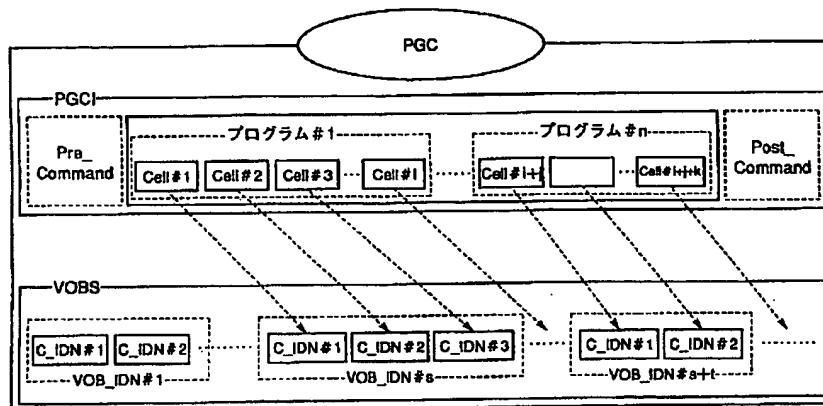 PGC
PGCI
Pre_
Command
プログラム#1
Cell#1 Cell#2 Cell#3 ... Cell#i
......
プログラム#n
Cell#i+j ... Cell#i+j+k
Post_
Command
VOBS
C_IDN#1 C_IDN#2
VOB_IDN#1
......
C_IDN#1 C_IDN#2 C_IDN#3
VOB_IDN#s
......
C_IDN#1 C_IDN#2
VOB_IDN#s+t
......